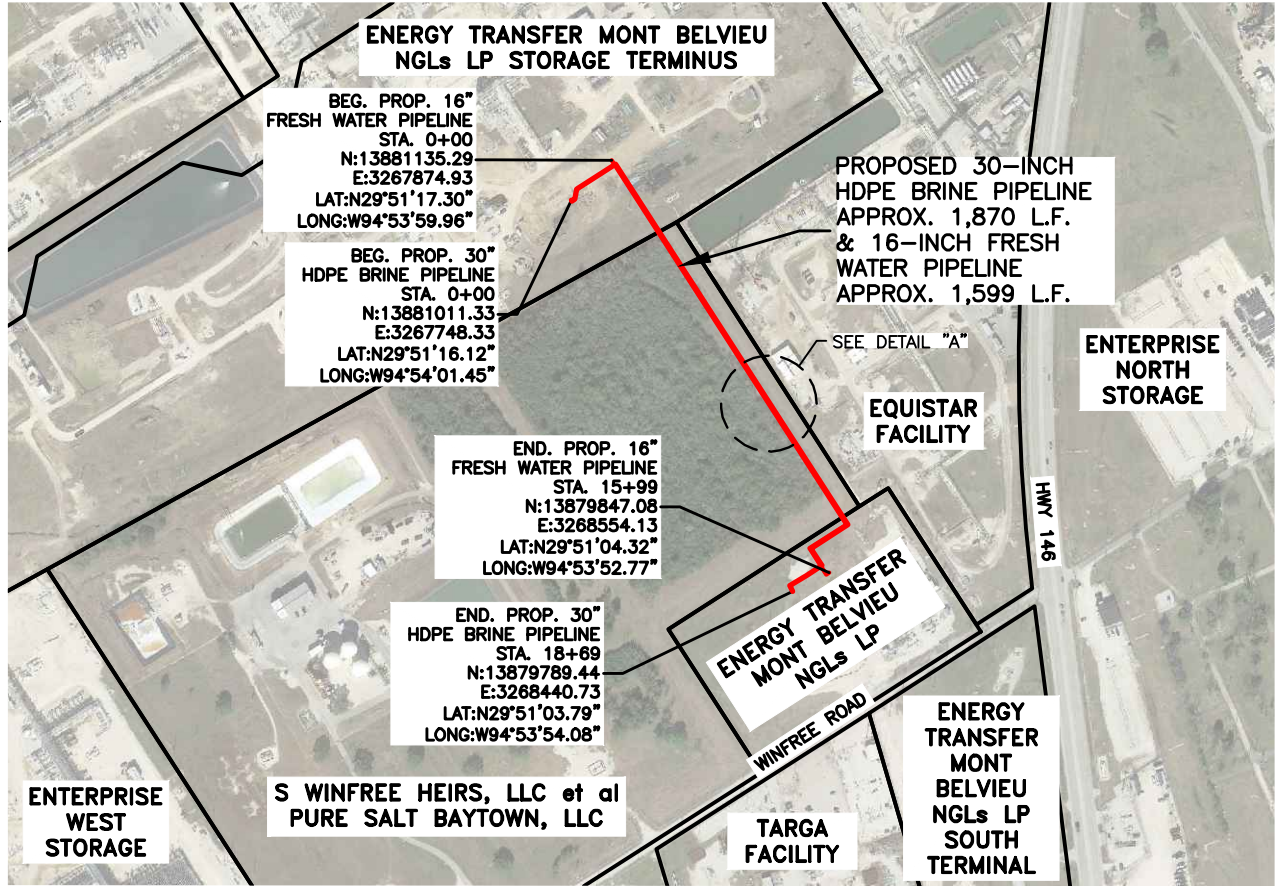 ENERGY TRANSFER MONT BELVIEU
NGLs LP STORAGE TERMINUS
BEG. PROP. 16"
FRESH WATER PIPELINE
STA. 0+00
N:13881135.29
E:3267874.93
LAT:N29°51'17.30"
LONG:W94°53'59.96"
BEG. PROP. 30"
HDPE BRINE PIPELINE
STA. 0+00
N:13881011.33
E:3267748.33
LAT:N29°51'16.12"
LONG:W94°54'01.45"
PROPOSED 30-INCH
HDPE BRINE PIPELINE
APPROX. 1,870 L.F.
& 16-INCH FRESH
WATER PIPELINE
APPROX. 1,599 L.F.
SEE DETAIL "A"
ENTERPRISE
NORTH
STORAGE
EQUISTAR
FACILITY
HWY 146
END. PROP. 16"
FRESH WATER PIPELINE
STA. 15+99
N:13879847.08
E:3268554.13
LAT:N29°51'04.32"
LONG:W94°53'52.77"
END. PROP. 30"
HDPE BRINE PIPELINE
STA. 18+69
N:13879789.44
E:3268440.73
LAT:N29°51'03.79"
LONG:W94°53'54.08"
ENERGY TRANSFER
MONT BELVIEU
NGLs LP
WINFREE ROAD
ENERGY
TRANSFER
MONT
BELVIEU
NGLs LP
SOUTH
TERMINAL
TARGA
FACILITY
S WINFREE HEIRS, LLC et al
PURE SALT BAYTOWN, LLC
ENTERPRISE
WEST
STORAGE